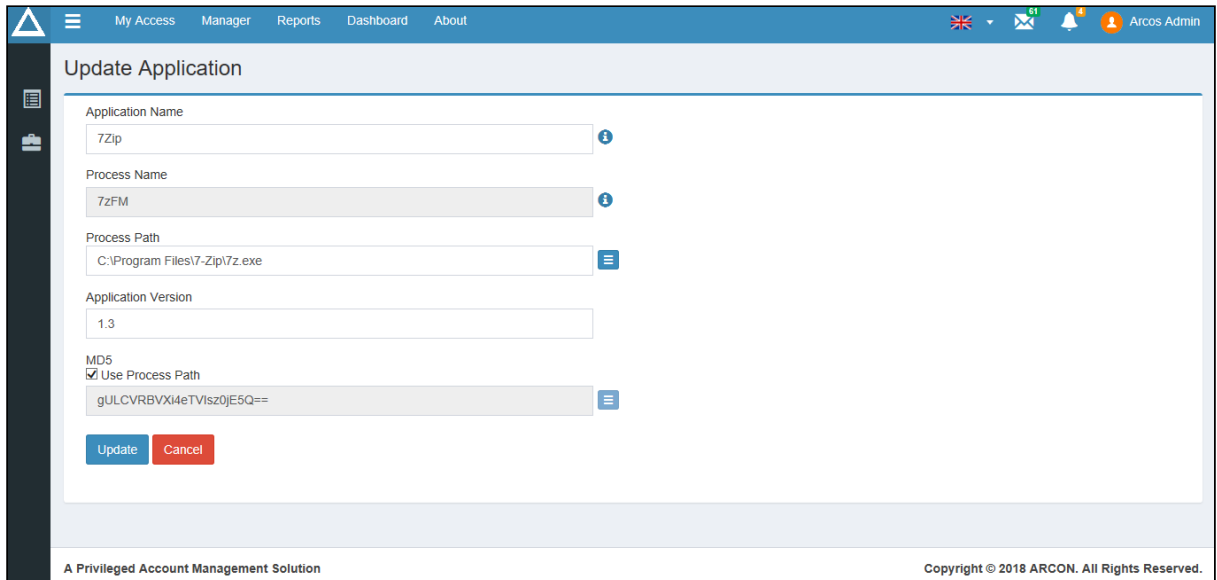 My Access Manager Reports Dashboard About 61 4 Arcos Admin
Update Application
Application Name
7Zip
Process Name
7zFM
Process Path
C:\Program Files\7-Zip\7z.exe
Application Version
1.3
MD5
Use Process Path
gULCVRBVXi4eTVIsz0jE5Q==
Update Cancel
A Privileged Account Management Solution Copyright © 2018 ARCON. All Rights Reserved.